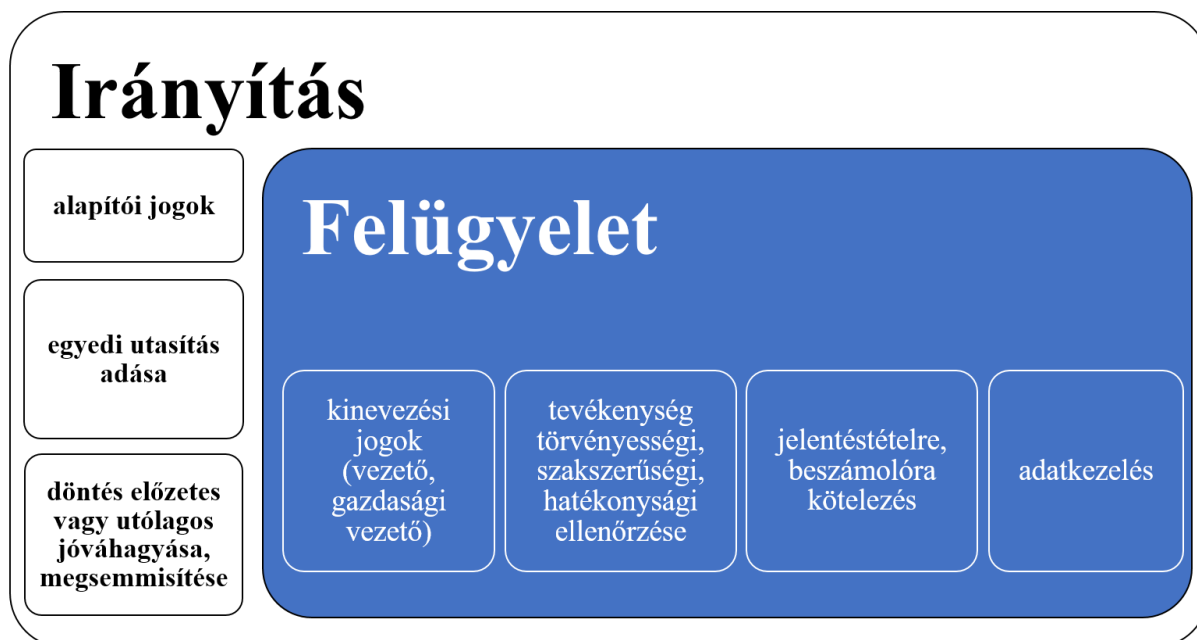 Irányítás
alapítói jogok
egyedi utasítás
adása
döntés előzetes
vagy utólagos
jóváhagyása,
megsemmisítése
Felügyelet
kinevezési
jogok
(vezető,
gazdasági
vezető)
tevékenység
törvényességi,
szakszerűségi,
hatékonysági
ellenőrzése
jelentéstételre,
beszámolóra
kötelezés
adatkezelés